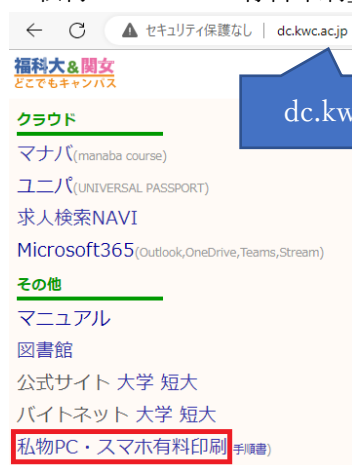 セキュリティ保護なし | dc.kwc.ac.jp
福科大&関女
どこでもキャンパス
dc.kw
クラウド
マナバ(manaba course)
ユニパ(UNIVERSAL PASSPORT)
求人検索NAVI
Microsoft365(Outlook,OneDrive,Teams,Stream)
その他
マニュアル
図書館
公式サイト 大学 短大
バイトネット 大学 短大
私物PC・スマホ有料印刷(手順書)